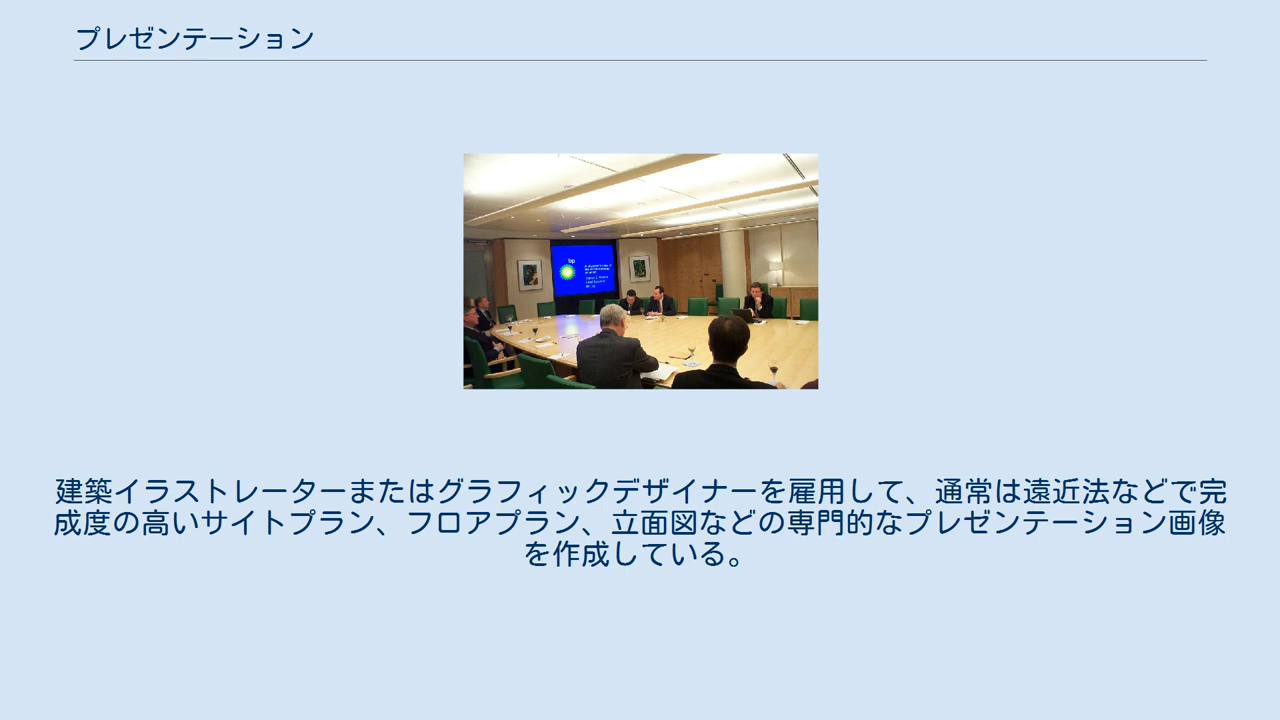 プレゼンテーション
bp
建築イラストレーターまたはグラフィックデザイナーを雇用して、通常は遠近法などで完
成度の高いサイトプラン、フロアプラン、立面図などの専門的なプレゼンテーション画像
を作成している。